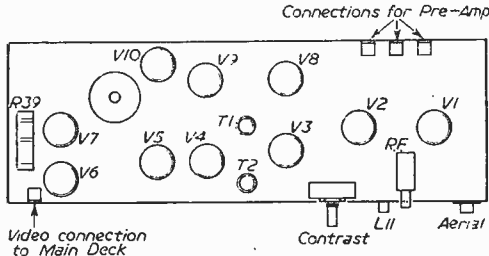 Connections for Pre-Amp
V10
V9
V8
R39
V7
T1
V2
V1
V5
V4
V3
R.F.
V6
T2
L11
Video connection
to Main Deck
Contrast
Aerial